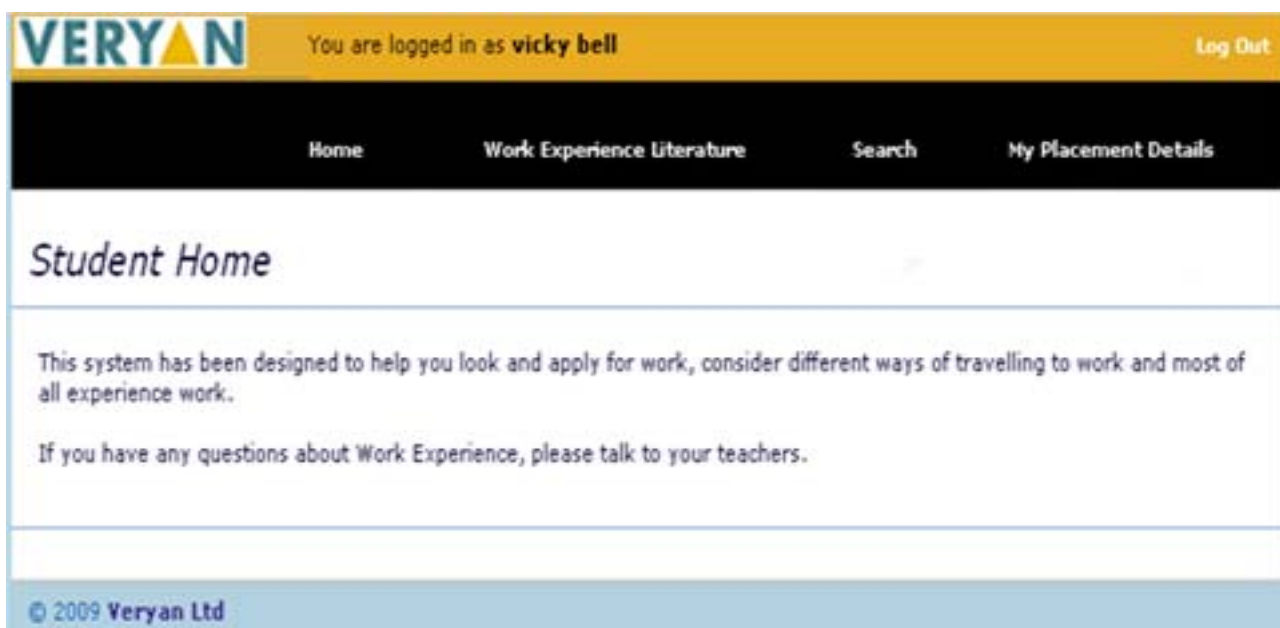 VERYAN
You are logged in as vicky bell
Log Out
Home
Work Experience Literature
Search
My Placement Details
Student Home
This system has been designed to help you look and apply for work, consider different ways of travelling to work and most of
all experience work.
If you have any questions about Work Experience, please talk to your teachers.
© 2009 Veryan Ltd